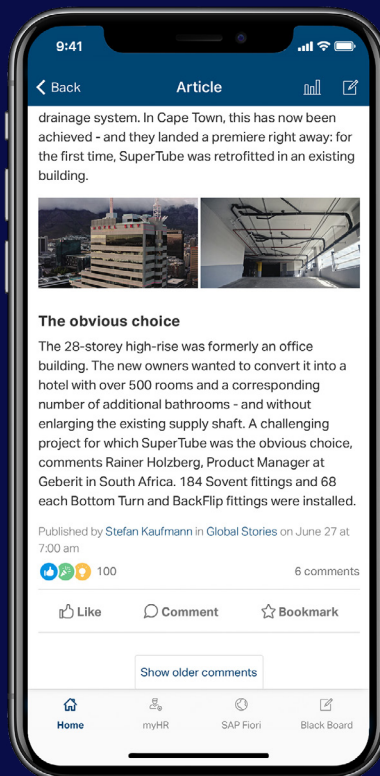 9:41
Back
Article
drainage system. In Cape Town, this has now been
achieved - and they landed a premiere right away: for
the first time, SuperTube was retrofitted in an existing
building.
The obvious choice
The 28-storey high-rise was formerly an office
building. The new owners wanted to convert it into a
hotel with over 500 rooms and a corresponding
number of additional bathrooms - and without
enlarging the existing supply shaft. A challenging
project for which SuperTube was the obvious choice,
comments Rainer Holzberg, Product Manager at
Geberit in South Africa. 184 Sovent fittings and 68
each Bottom Turn and BackFlip fittings were installed.
Published by Stefan Kaufmann in Global Stories on June 27 at
7:00 am
100 6 comments
Like Comment Bookmark
Show older comments
Home myHR SAP Fiori Black Board